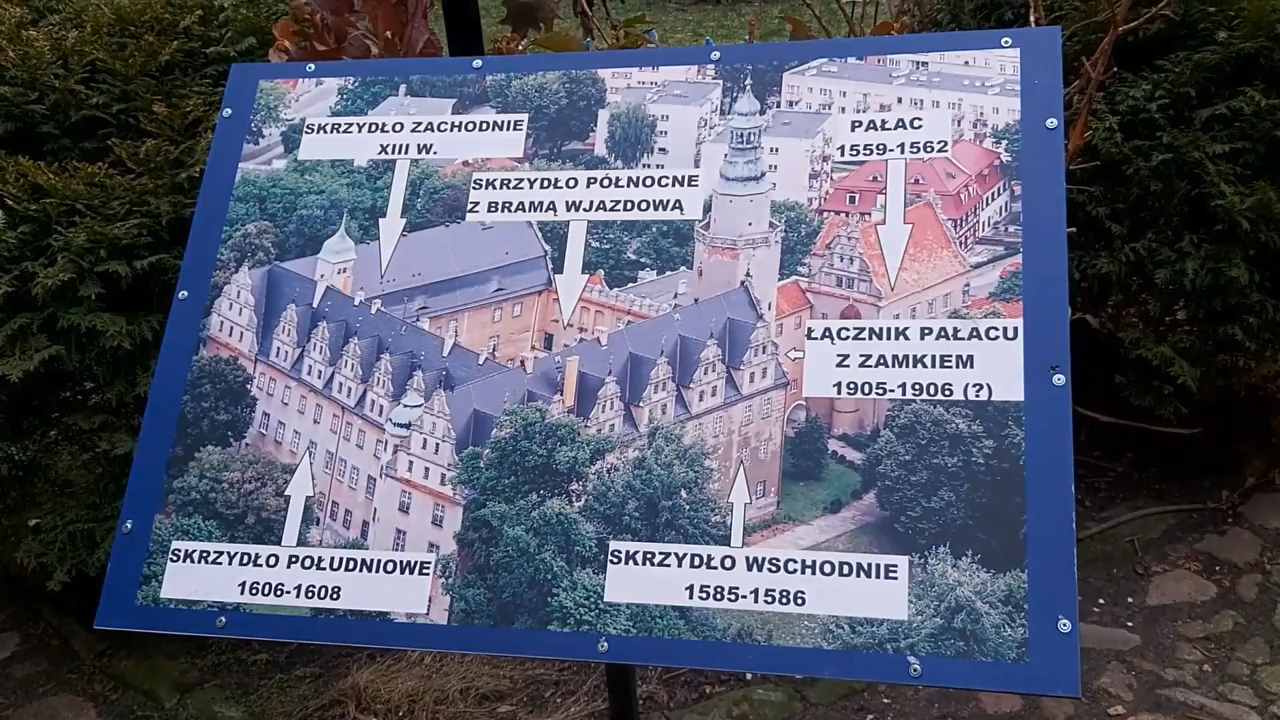 SKRZYDŁO ZACHODNIE
XIII W.
PAŁAC
1559-1562
SKRZYDŁO PÓŁNOCNE
Z BRAMĄ WJAZDOWĄ
ŁĄCZNIK PAŁACU
Z ZAMKIEM
1905-1906 (?)
SKRZYDŁO POŁUDNIOWE
1606-1608
SKRZYDŁO WSCHODNIE
1585-1586